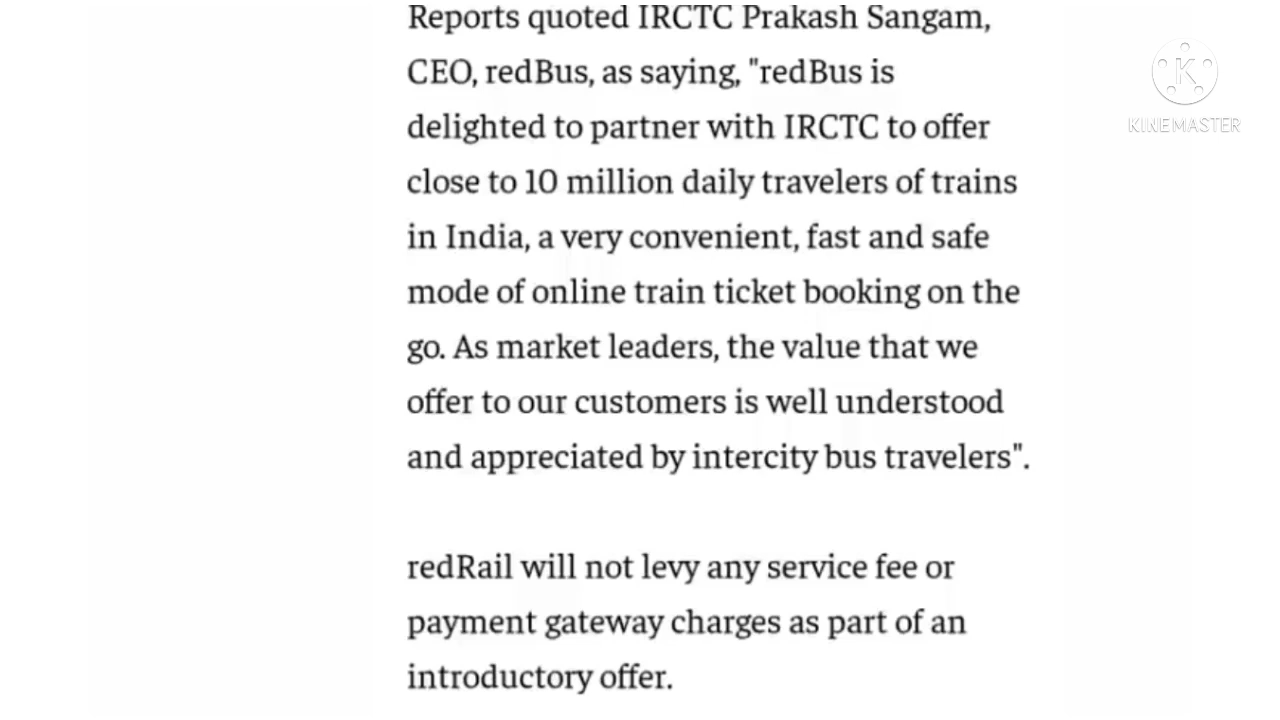 Reports quoted IRCTC Prakash Sangam,
CEO, redBus, as saying, "redBus is
delighted to partner with IRCTC to offer
close to 10 million daily travelers of trains
in India, a very convenient, fast and safe
mode of online train ticket booking on the
go. As market leaders, the value that we
offer to our customers is well understood
and appreciated by intercity bus travelers".
redRail will not levy any service fee or
payment gateway charges as part of an
introductory offer.
K
KINEMASTER